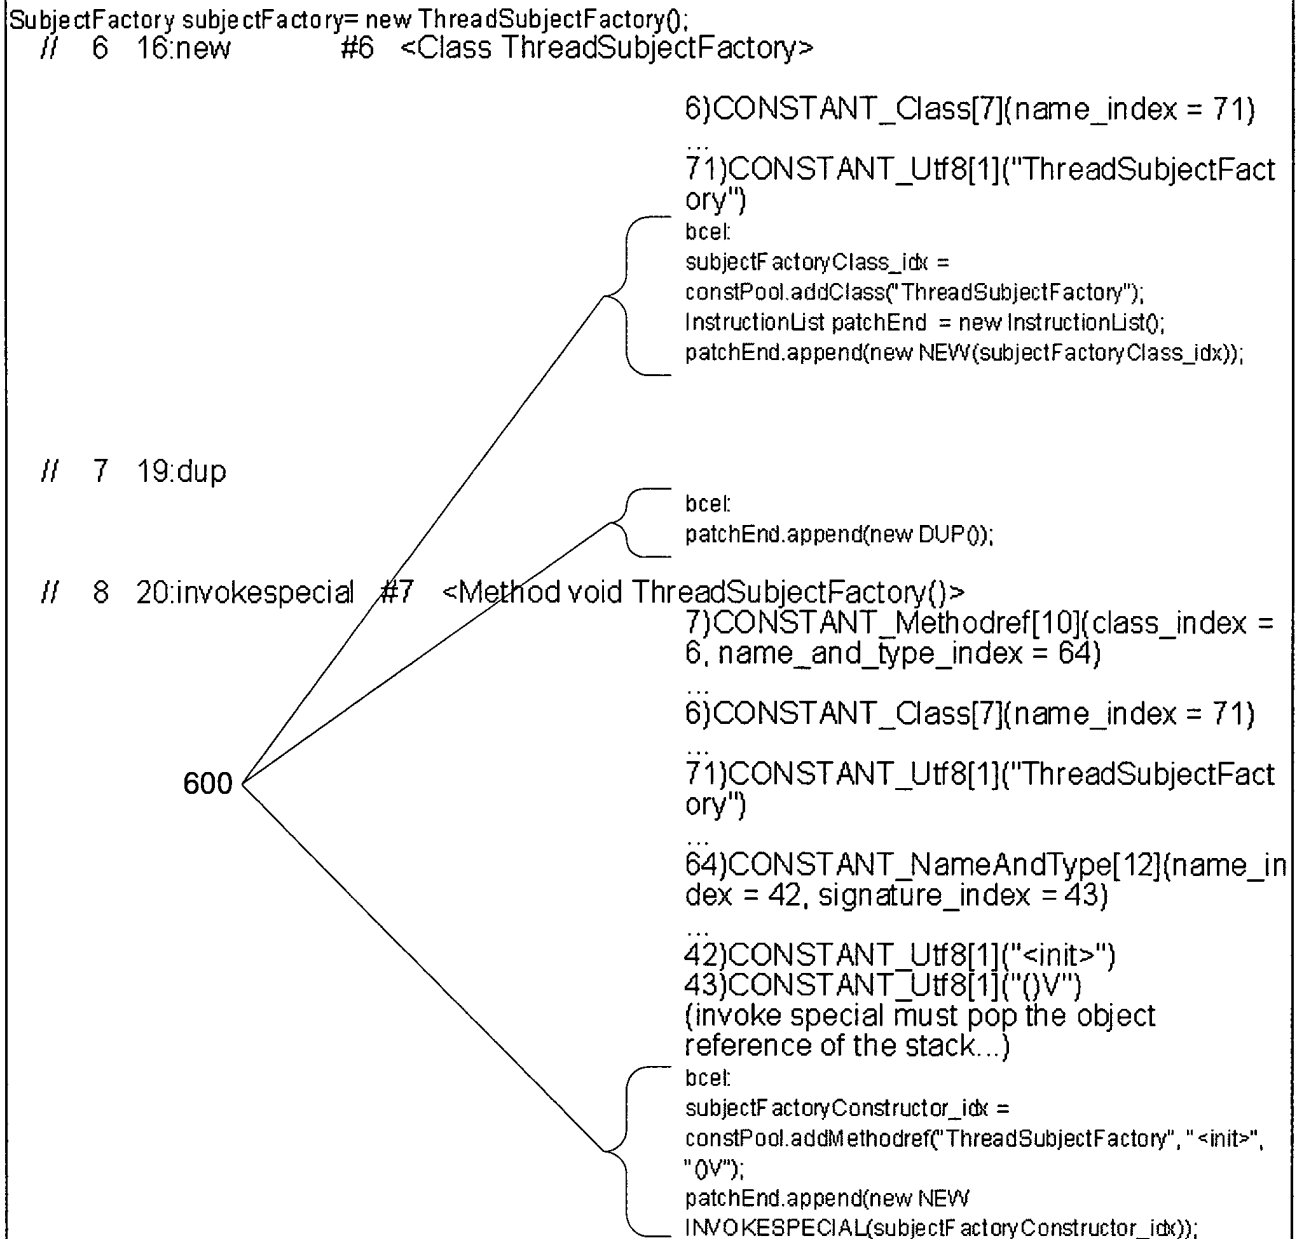 SubjectFactory subjectFactory= new ThreadSubjectFactory();
// 6 16:new #6 <Class ThreadSubjectFactory>
6)CONSTANT_Class[7](name_index = 71)
...
71)CONSTANT_Utf8[1]("ThreadSubjectFact
ory")
bcel:
subjectFactoryClass_idx =
constPool.addClass("ThreadSubjectFactory");
InstructionList patchEnd = new InstructionList();
patchEnd.append(new NEW(subjectFactoryClass_idx));
// 7 19:dup
bcel:
patchEnd.append(new DUP());
// 8 20:invokespecial #7 <Method void ThreadSubjectFactory()>
7)CONSTANT_Methodref[10](class_index =
6, name_and_type_index = 64)
...
6)CONSTANT_Class[7](name_index = 71)
...
71)CONSTANT_Utf8[1]("ThreadSubjectFact
ory")
600
...
64)CONSTANT_NameAndType[12](name_in
dex = 42, signature_index = 43)
...
42)CONSTANT_Utf8[1]("<init>")
43)CONSTANT_Utf8[1]("()V")
(invoke special must pop the object
reference of the stack...)
bcel:
subjectFactoryConstructor_idx =
constPool.addMethodref("ThreadSubjectFactory", "<init>",
"()V");
patchEnd.append(new NEW
INVOKESPECIAL(subjectFactoryConstructor_idx));